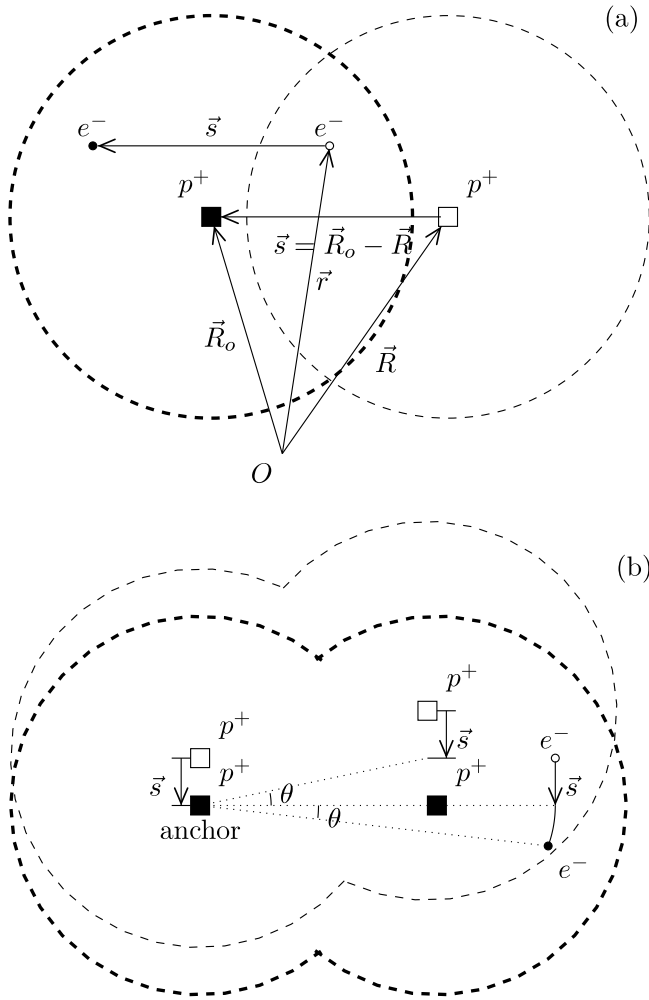 (a)
e⁻ s⃗ e⁻
p⁺ p⁺
s⃗ = R⃗ₒ − R⃗
r⃗
R⃗ₒ R⃗
O
(b)
p⁺
p⁺ s⃗ e⁻
s⃗ p⁺ θ p⁺ s⃗
θ
anchor
e⁻